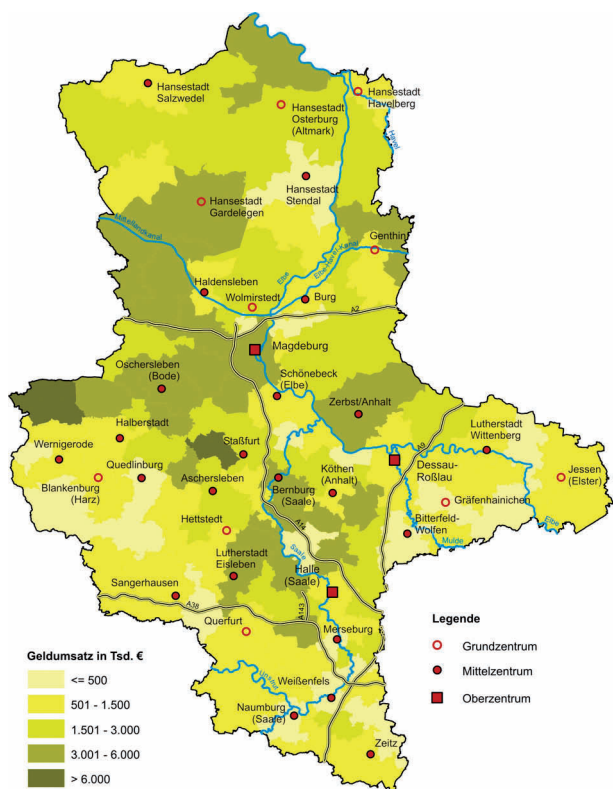 Hansestadt
Salzwedel
Hansestadt
Havelberg
Hansestadt
Osterburg
(Altmark)
Havel
Hansestadt
Stendal
Hansestadt
Gardelegen
Mittellandkanal
Genthin
Elbe-Havel-Kanal
Elbe
Haldensleben
Wolmirstedt
Burg
A2
Magdeburg
Oschersleben
(Bode)
Schönebeck
(Elbe)
Zerbst/Anhalt
Halberstadt
Wernigerode
Staßfurt
A9
Lutherstadt
Wittenberg
Quedlinburg
Blankenburg
(Harz)
Aschersleben
Bernburg
(Saale)
Köthen
(Anhalt)
Dessau-
Roßlau
Jessen
(Elster)
Gräfenhainichen
Hettstedt
A14
Bitterfeld-
Wolfen
Elbe
Mulde
Saale
Lutherstadt
Eisleben
Halle
(Saale)
Sangerhausen
A38
A143
Querfurt
Merseburg
Unstrut
Weißenfels
Naumburg
(Saale)
Zeitz
Legende
Grundzentrum
Mittelzentrum
Oberzentrum
Geldumsatz in Tsd. €
<= 500
501 - 1.500
1.501 - 3.000
3.001 - 6.000
> 6.000